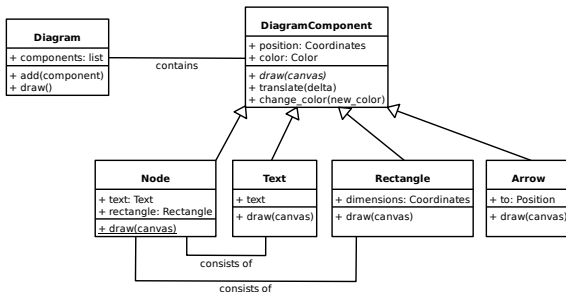 Diagram
+ components: list
+ add(component)
+ draw()
contains
DiagramComponent
+ position: Coordinates
+ color: Color
+ draw(canvas)
+ translate(delta)
+ change_color(new_color)
Node
+ text: Text
+ rectangle: Rectangle
+ draw(canvas)
Text
+ text
+ draw(canvas)
Rectangle
+ dimensions: Coordinates
+ draw(canvas)
Arrow
+ to: Position
+ draw(canvas)
consists of
consists of